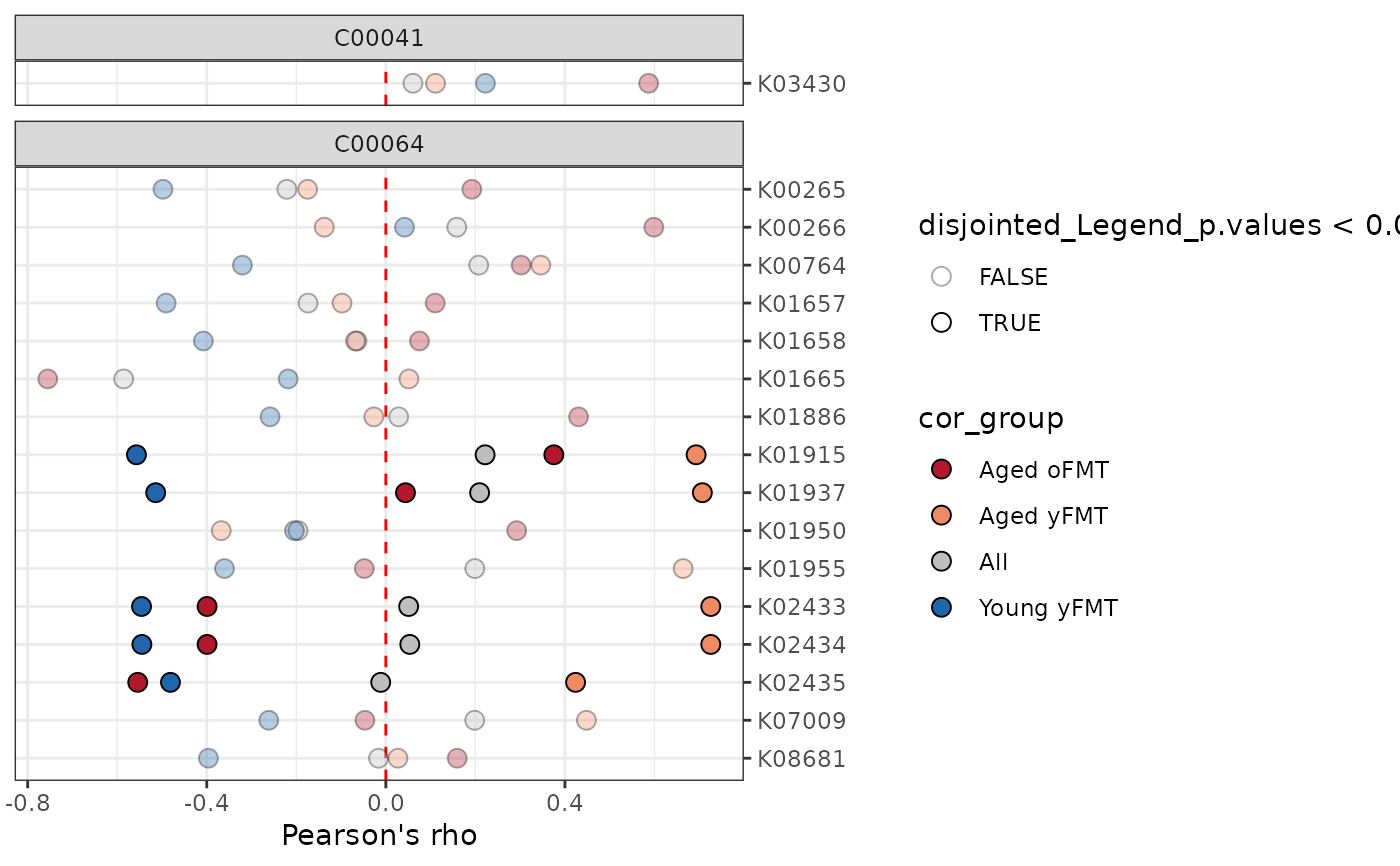 C00041
K03430
C00064
K00265
K00266
K00764
K01657
K01658
K01665
K01886
K01915
K01937
K01950
K01955
K02433
K02434
K02435
K07009
K08681
-0.8 -0.4 0.0 0.4
Pearson's rho
disjointed_Legend_p.values < 0.0
FALSE
TRUE
cor_group
Aged oFMT
Aged yFMT
All
Young yFMT